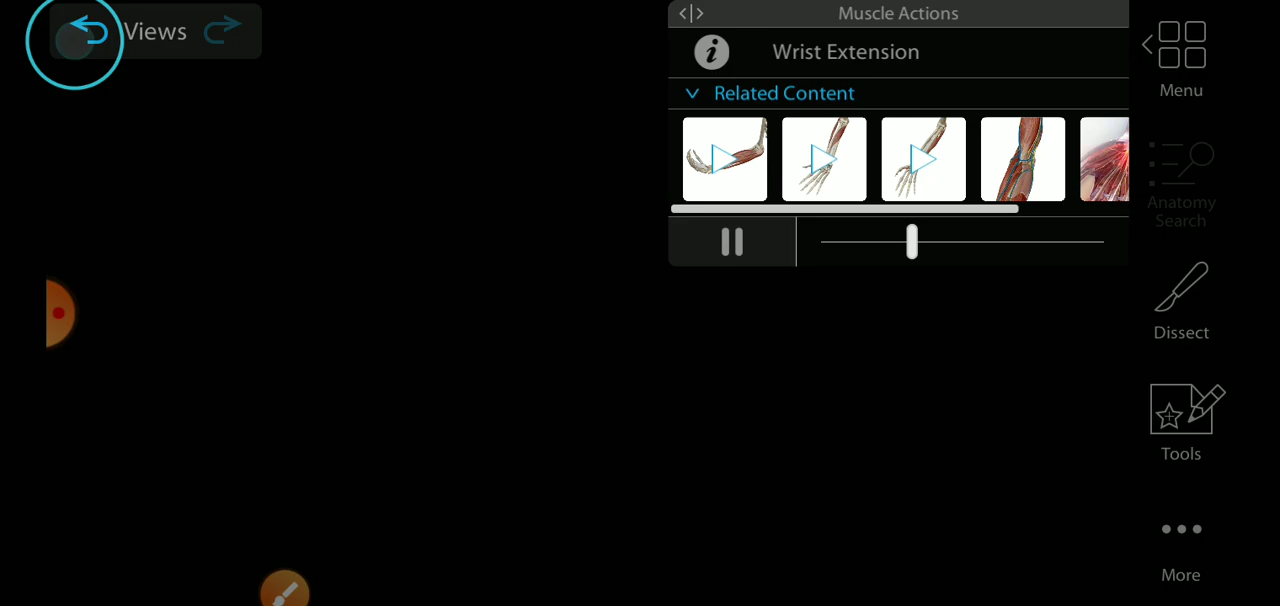 Views
Muscle Actions
Wrist Extension
Related Content
Menu
Anatomy
Search
Dissect
Tools
More